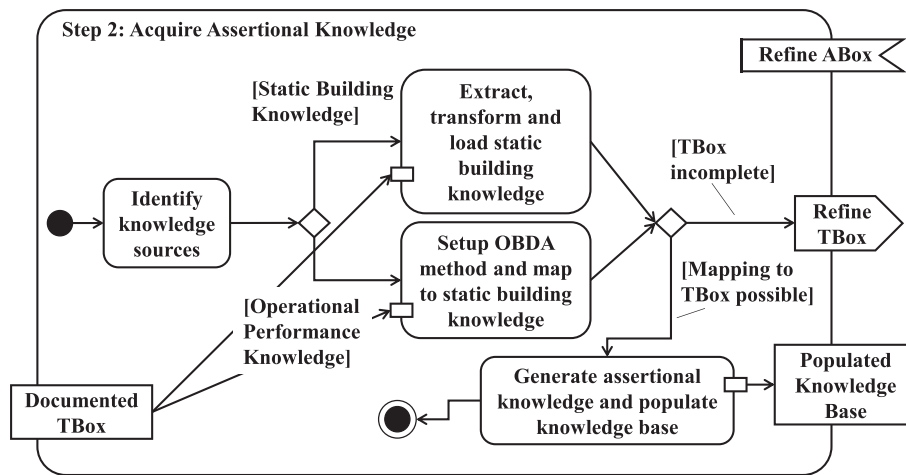 Step 2: Acquire Assertional Knowledge
Refine ABox
[Static Building
Knowledge]
Extract,
transform and
load static
building
knowledge
[TBox
incomplete]
Identify
knowledge
sources
Refine
TBox
Setup OBDA
method and map
to static building
knowledge
[Mapping to
TBox possible]
[Operational
Performance
Knowledge]
Generate assertional
knowledge and populate
knowledge base
Populated
Knowledge
Base
Documented
TBox